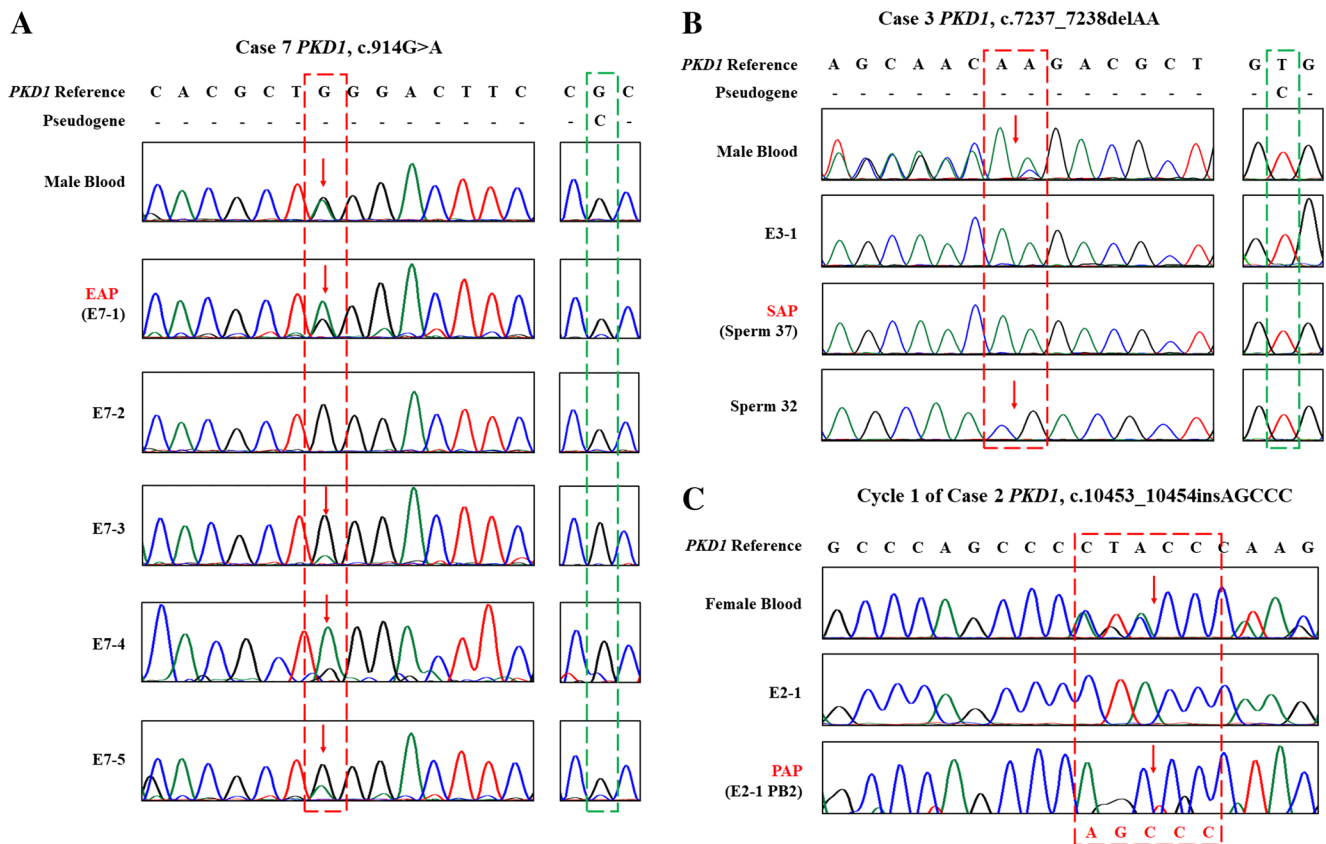 A
Case 7 PKD1, c.914G>A
PKD1 Reference C A C G C T G G G A C T T C C G C
Pseudogene - - - - - - - - - - - - - - - C -
Male Blood
EAP
(E7-1)
E7-2
E7-3
E7-4
E7-5
B
Case 3 PKD1, c.7237_7238delAA
PKD1 Reference A G C A A C A A G A C G C T G T G
Pseudogene - - - - - - - - - - - - - - - C -
Male Blood
E3-1
SAP
(Sperm 37)
Sperm 32
C
Cycle 1 of Case 2 PKD1, c.10453_10454insAGCCC
PKD1 Reference G C C C A G C C C C T A C C C A A G
Female Blood
E2-1
PAP
(E2-1 PB2)
A G C C C